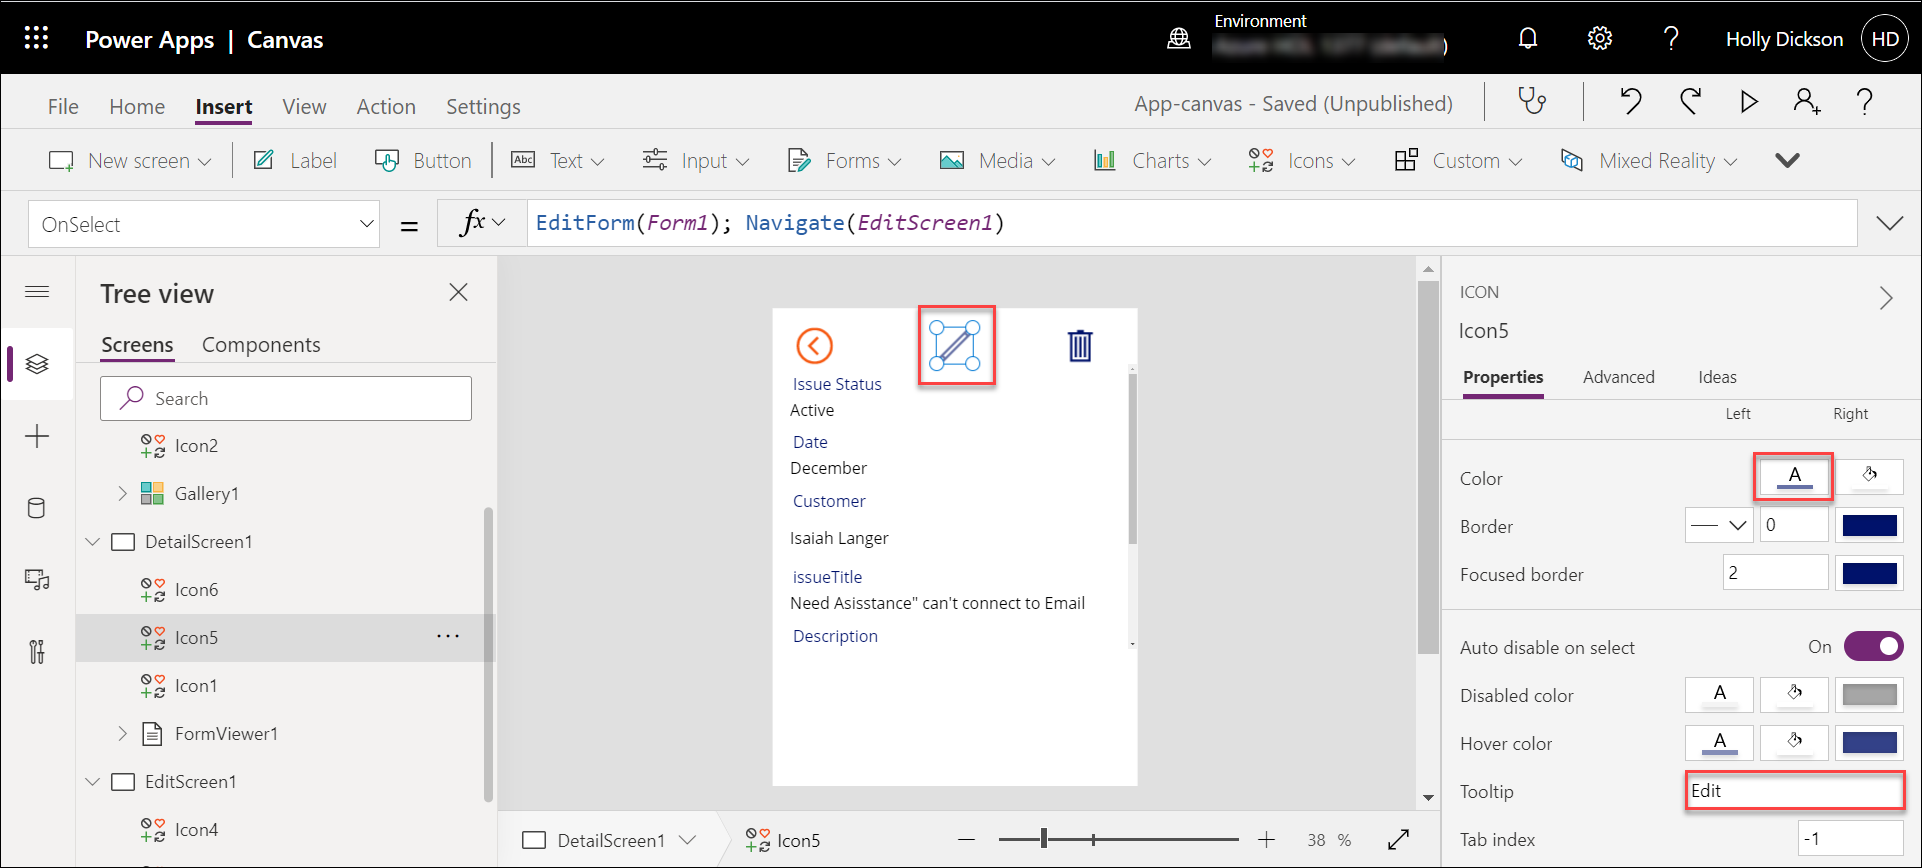 Power Apps | Canvas
Environment
Holly Dickson
HD
File Home Insert View Action Settings
App-canvas - Saved (Unpublished)
New screen Label Button Text Input Forms Media Charts Icons Custom Mixed Reality
Abc
OnSelect = fx EditForm(Form1); Navigate(EditScreen1)
Tree view
Screens Components
Search
Icon2
Gallery1
DetailScreen1
Icon6
Icon5 ...
Icon1
FormViewer1
EditScreen1
Icon4
Issue Status
Active
Date
December
Customer
Isaiah Langer
issueTitle
Need Asisstance" can't connect to Email
Description
DetailScreen1 Icon5 38 %
ICON
Icon5
Properties Advanced Ideas
Left Right
Color A
Border 0
Focused border 2
Auto disable on select On
Disabled color A
Hover color A
Tooltip Edit
Tab index -1